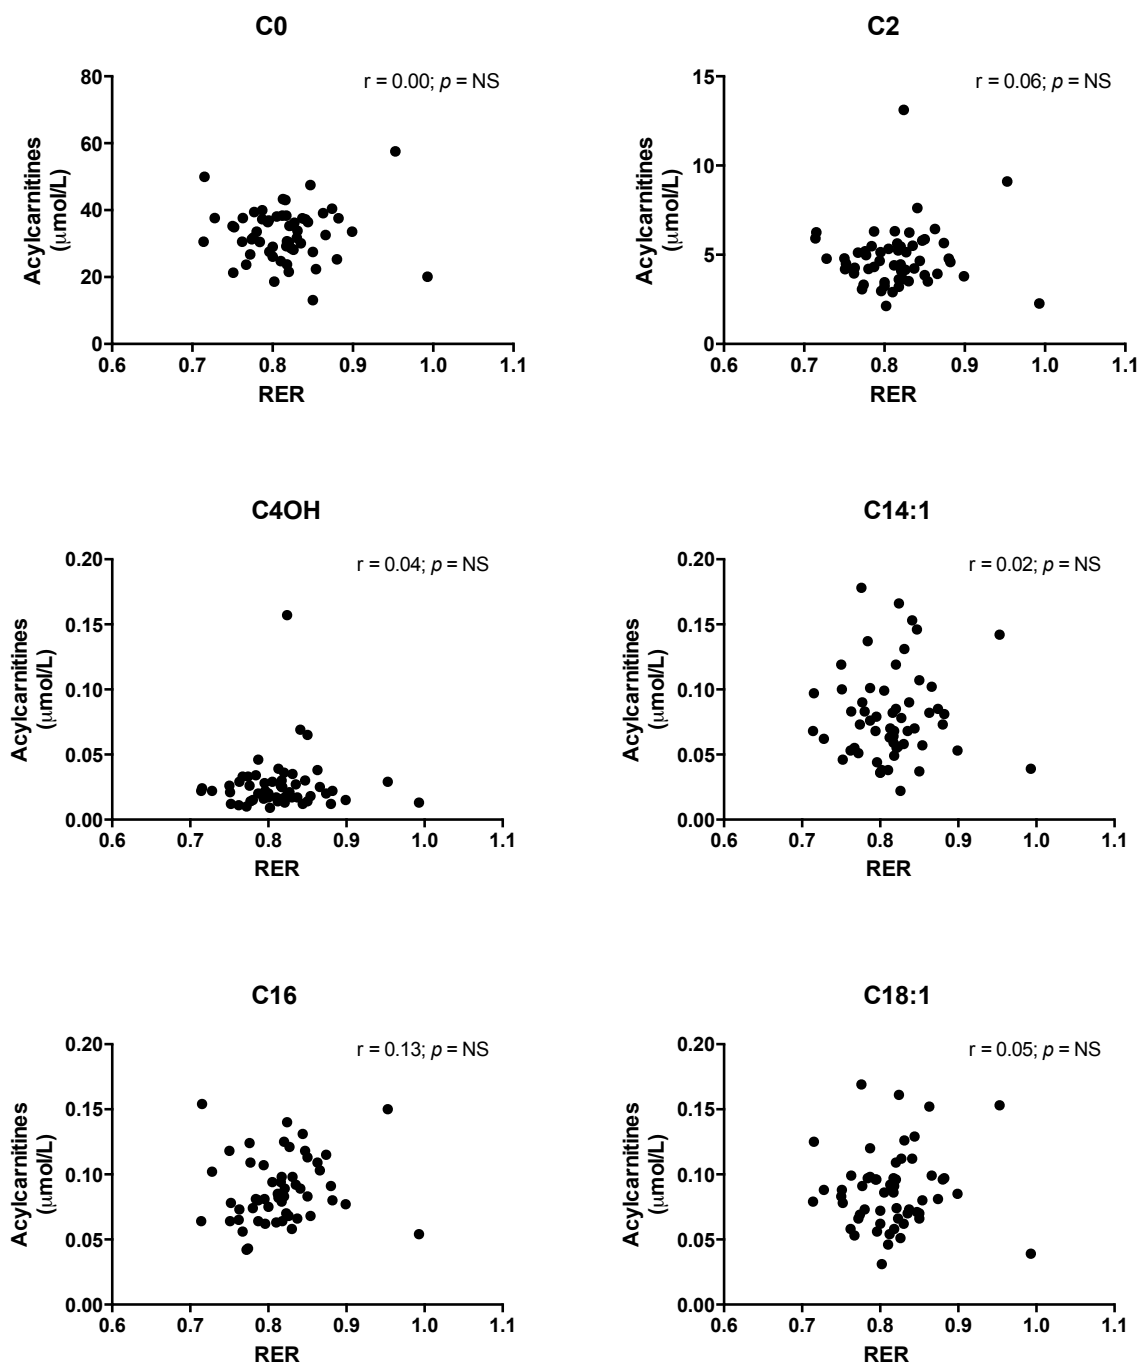 C0
r = 0.00; p = NS
Acylcarnitines
(µmol/L)
80
60
40
20
0
0.6 0.7 0.8 0.9 1.0 1.1
RER
C2
r = 0.06; p = NS
Acylcarnitines
(µmol/L)
15
10
5
0
0.6 0.7 0.8 0.9 1.0 1.1
RER
C4OH
r = 0.04; p = NS
Acylcarnitines
(µmol/L)
0.20
0.15
0.10
0.05
0.00
0.6 0.7 0.8 0.9 1.0 1.1
RER
C14:1
r = 0.02; p = NS
Acylcarnitines
(µmol/L)
0.20
0.15
0.10
0.05
0.00
0.6 0.7 0.8 0.9 1.0 1.1
RER
C16
r = 0.13; p = NS
Acylcarnitines
(µmol/L)
0.20
0.15
0.10
0.05
0.00
0.6 0.7 0.8 0.9 1.0 1.1
RER
C18:1
r = 0.05; p = NS
Acylcarnitines
(µmol/L)
0.20
0.15
0.10
0.05
0.00
0.6 0.7 0.8 0.9 1.0 1.1
RER